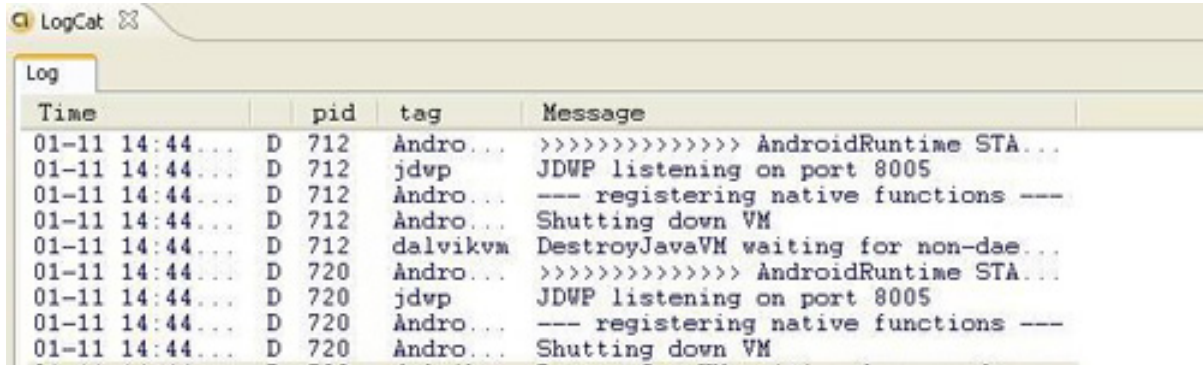 LogCat
Log
Time pid tag Message
01-11 14:44... D 712 Andro... >>>>>>>>>>>>>> AndroidRuntime STA...
01-11 14:44... D 712 jdwp JDWP listening on port 8005
01-11 14:44... D 712 Andro... --- registering native functions ---
01-11 14:44... D 712 Andro... Shutting down VM
01-11 14:44... D 712 dalvikvm DestroyJavaVM waiting for non-dae...
01-11 14:44... D 720 Andro... >>>>>>>>>>>>>> AndroidRuntime STA...
01-11 14:44... D 720 jdwp JDWP listening on port 8005
01-11 14:44... D 720 Andro... --- registering native functions ---
01-11 14:44... D 720 Andro... Shutting down VM